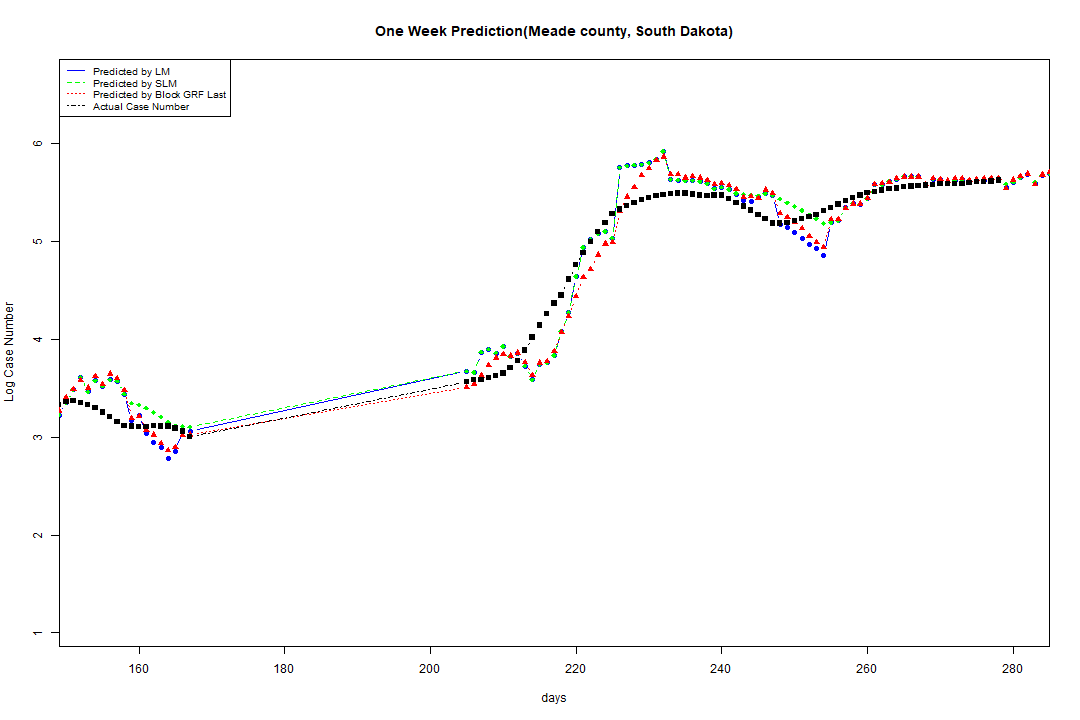 One Week Prediction(Meade county, South Dakota)
Predicted by LM
Predicted by SLM
Predicted by Block GRF Last
Actual Case Number
6
5
4
3
2
1
Log Case Number
160 180 200 220 240 260 280
days